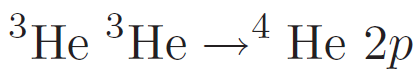 ³He ³He → ⁴ He 2p